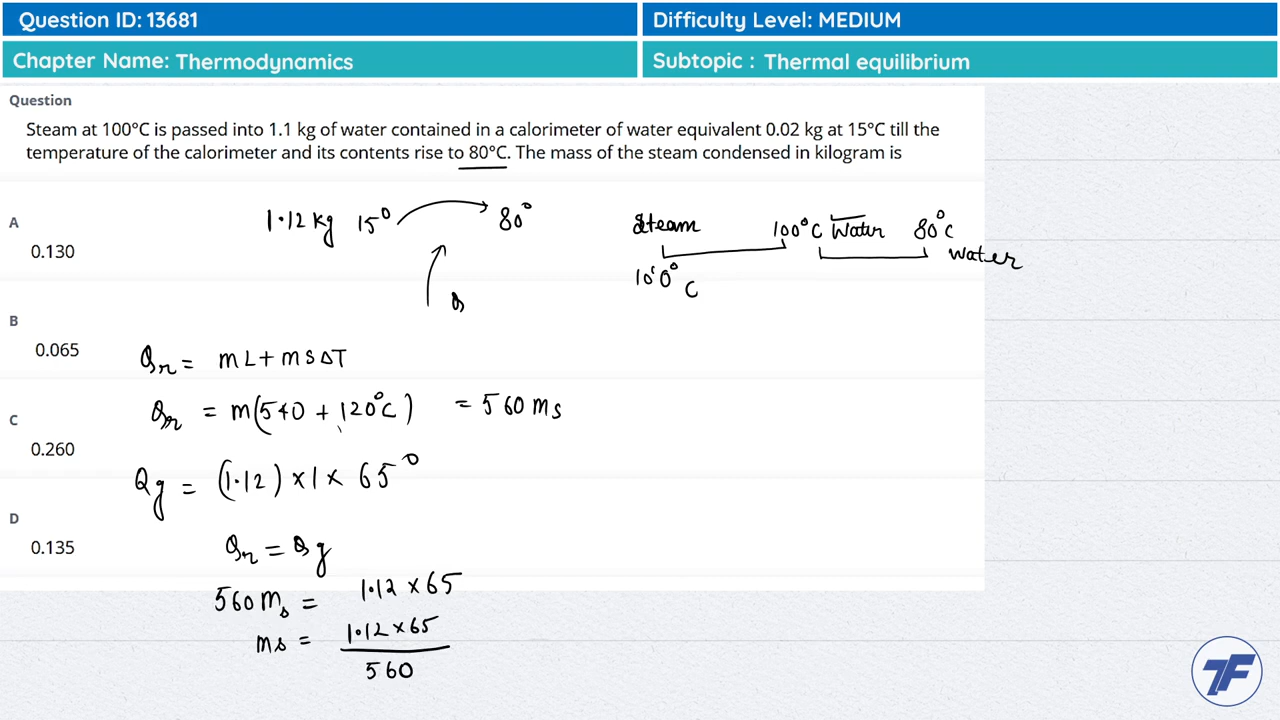 Question ID: 13681
Difficulty Level: MEDIUM
Chapter Name: Thermodynamics
Subtopic : Thermal equilibrium
Question
Steam at 100°C is passed into 1.1 kg of water contained in a calorimeter of water equivalent 0.02 kg at 15°C till the
temperature of the calorimeter and its contents rise to 80°C. The mass of the steam condensed in kilogram is
1.12 kg 15° 80°
Steam 100°C Water 80°C
water
100°C
Q
A
0.130
B
0.065
Qr = mL + msΔT
C
0.260
Qr = m(540 + 120°C) = 560 ms
Qg = (1.12) × 1 × 65°
D
0.135
Qr = Qg
560 ms = 1.12 × 65
ms = 1.12 × 65
560